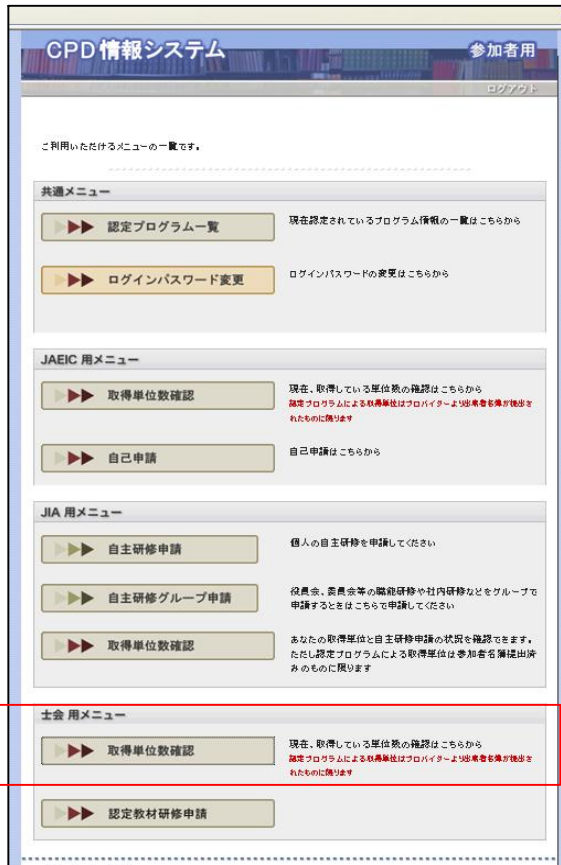 CPD 情報システム
参加者用
ログアウト
ご利用いただけるメニューの一覧です。
共通メニュー
認定プログラム一覧
現在認定されているプログラム情報の一覧はこちらから
ログインパスワード変更
ログインパスワードの変更はこちらから
JAEIC 用メニュー
取得単位数確認
現在、取得している単位数の確認はこちらから
認定プログラムによる取得単位はプロバイダーより出席者名簿が提出さ
れたものに限ります
自己申請
自己申請はこちらから
JIA 用メニュー
自主研修申請
個人の自主研修を申請してください
自主研修グループ申請
役員会、委員会等の職能研修や社内研修などをグループで
申請するときはこちらで申請してください
取得単位数確認
あなたの取得単位と自主研修申請の状況を確認できます。
ただし認定プログラムによる取得単位は参加者名簿提出済
みのものに限ります
士会 用メニュー
取得単位数確認
現在、取得している単位数の確認はこちらから
認定プログラムによる取得単位はプロバイダーより出席者名簿が提出さ
れたものに限ります
認定教材研修申請